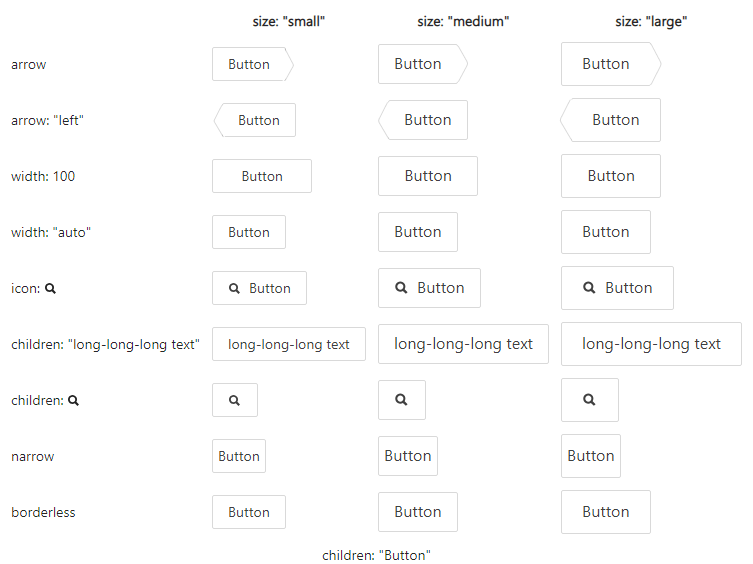 size: "small" size: "medium" size: "large"
arrow Button Button Button
arrow: "left" Button Button Button
width: 100 Button Button Button
width: "auto" Button Button Button
icon: Button Button Button
children: "long-long-long text" long-long-long text long-long-long text long-long-long text
children:
narrow Button Button Button
borderless Button Button Button
children: "Button"